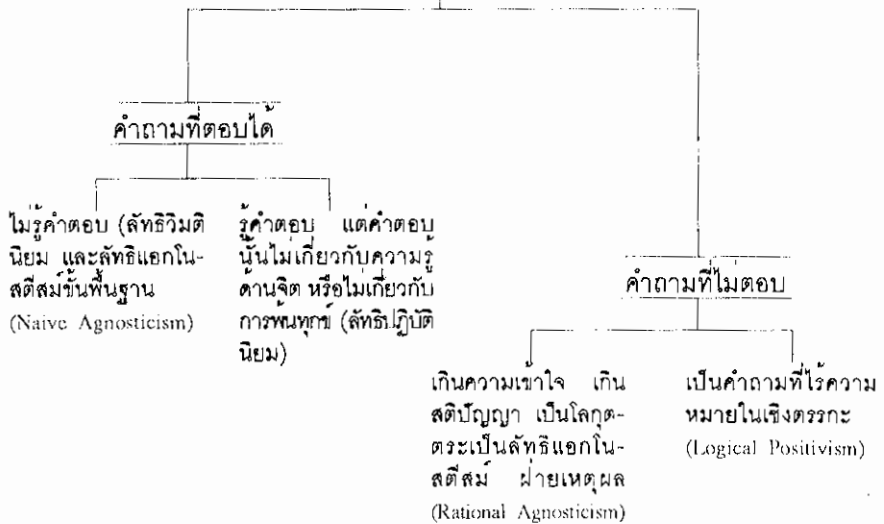 คำถามที่ตอบได้
ไม่รู้คำตอบ (ลัทธิวิมติ
นิยม และลัทธิแอกโน-
สตีสม์ขั้นพื้นฐาน
(Naive Agnosticism)
รู้คำตอบ แต่คำตอบ
นั้นไม่เกี่ยวกับความรู้
ด้านจิต หรือไม่เกี่ยวกับ
การพ้นทุกข์ (ลัทธิปฏิบัติ
นิยม)
คำถามที่ไม่ตอบ
เกินความเข้าใจ เกิน
สติปัญญา เป็นโลกุต-
ตระเป็นลัทธิแอกโน-
สตีสม์ ฝ่ายเหตุผล
(Rational Agnosticism)
เป็นคำถามที่ไร้ความ
หมายในเชิงตรรกะ
(Logical Positivism)